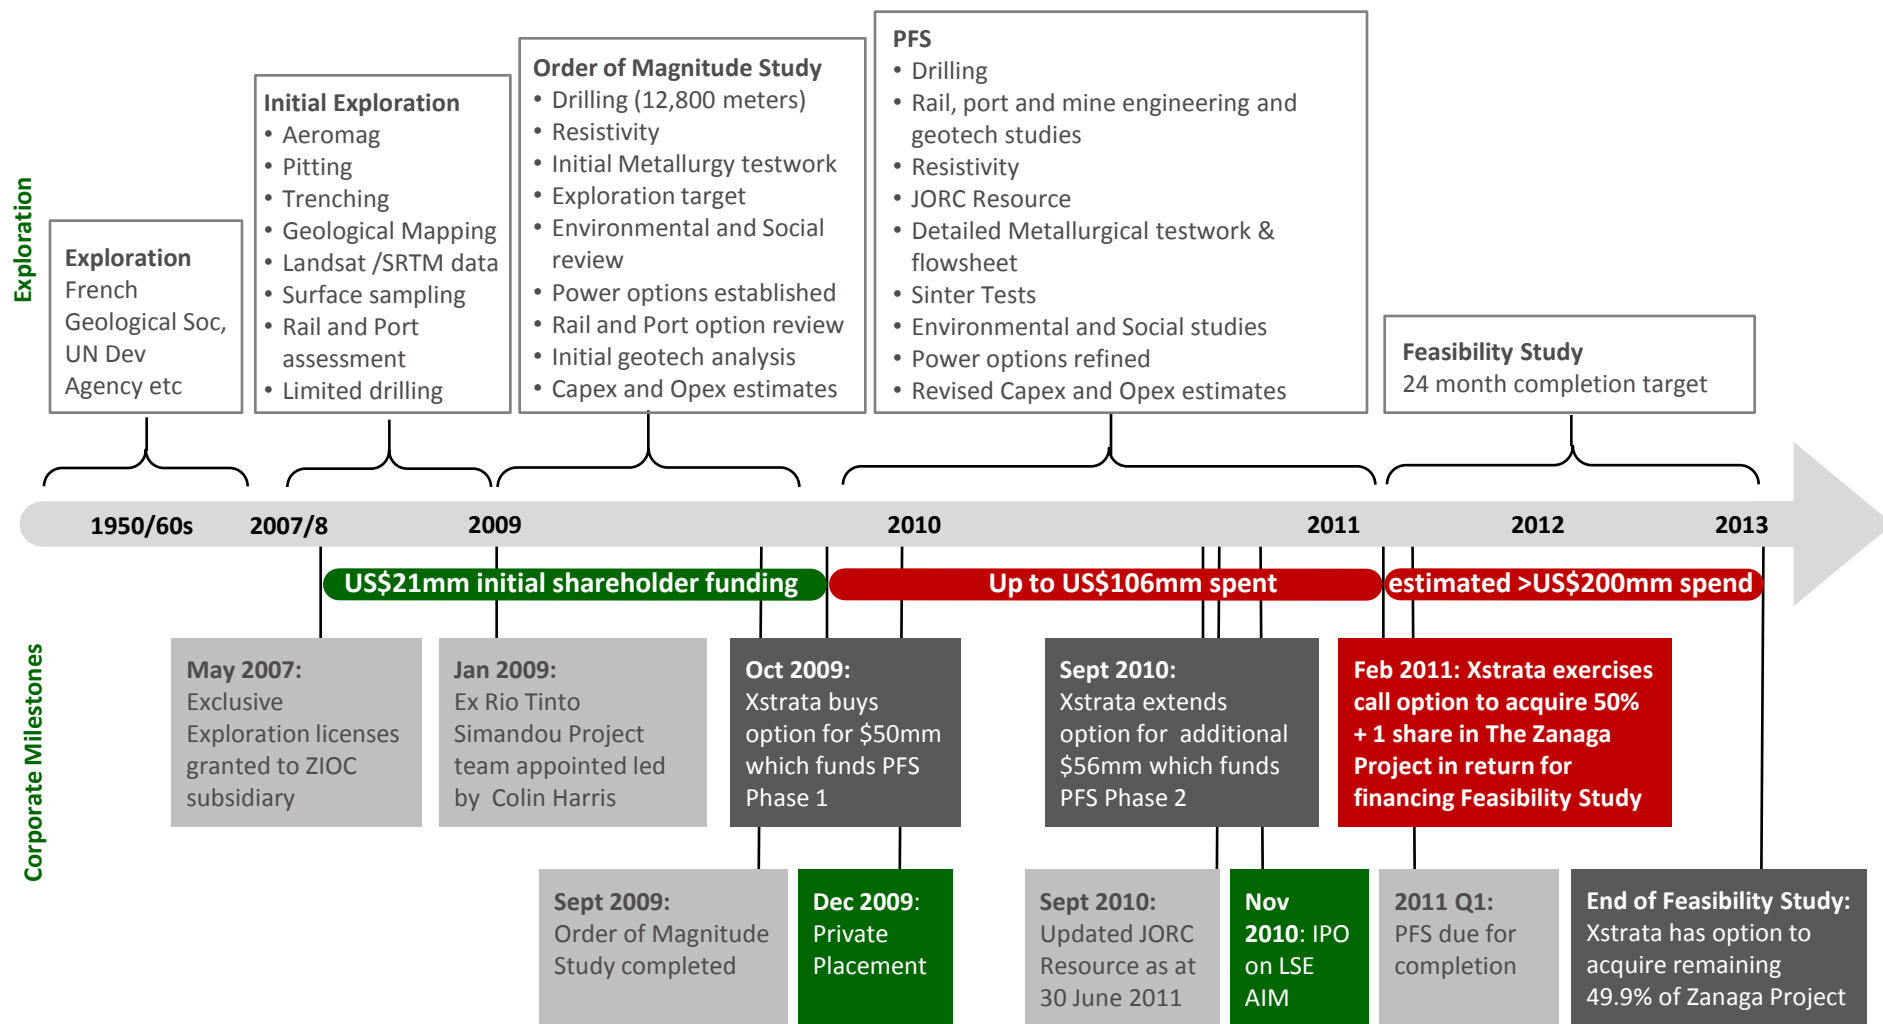 Exploration
Exploration
French
Geological Soc,
UN Dev
Agency etc
Initial Exploration
• Aeromag
• Pitting
• Trenching
• Geological Mapping
• Landsat /SRTM data
• Surface sampling
• Rail and Port
assessment
• Limited drilling
Order of Magnitude Study
• Drilling (12,800 meters)
• Resistivity
• Initial Metallurgy testwork
• Exploration target
• Environmental and Social
review
• Power options established
• Rail and Port option review
• Initial geotech analysis
• Capex and Opex estimates
PFS
• Drilling
• Rail, port and mine engineering and
geotech studies
• Resistivity
• JORC Resource
• Detailed Metallurgical testwork &
flowsheet
• Sinter Tests
• Environmental and Social studies
• Power options refined
• Revised Capex and Opex estimates
Feasibility Study
24 month completion target
1950/60s 2007/8 2009 2010 2011 2012 2013
US$21mm initial shareholder funding Up to US$106mm spent estimated >US$200mm spend
Corporate Milestones
May 2007:
Exclusive
Exploration licenses
granted to ZIOC
subsidiary
Jan 2009:
Ex Rio Tinto
Simandou Project
team appointed led
by Colin Harris
Oct 2009:
Xstrata buys
option for $50mm
which funds PFS
Phase 1
Sept 2010:
Xstrata extends
option for additional
$56mm which funds
PFS Phase 2
Feb 2011: Xstrata exercises
call option to acquire 50%
+ 1 share in The Zanaga
Project in return for
financing Feasibility Study
Sept 2009:
Order of Magnitude
Study completed
Dec 2009:
Private
Placement
Sept 2010:
Updated JORC
Resource as at
30 June 2011
Nov
2010: IPO
on LSE
AIM
2011 Q1:
PFS due for
completion
End of Feasibility Study:
Xstrata has option to
acquire remaining
49.9% of Zanaga Project